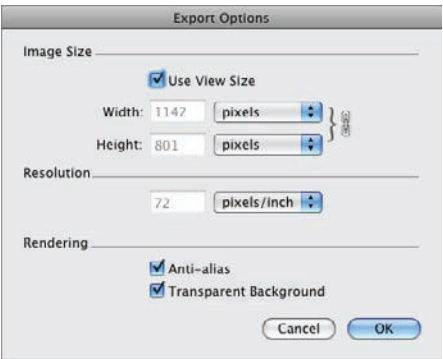 Export Options
Image Size
Use View Size
Width: 1142 pixels
Height: 801 pixels
Resolution
72 pixels/inch
Rendering
Anti-alias
Transparent Background
Cancel OK